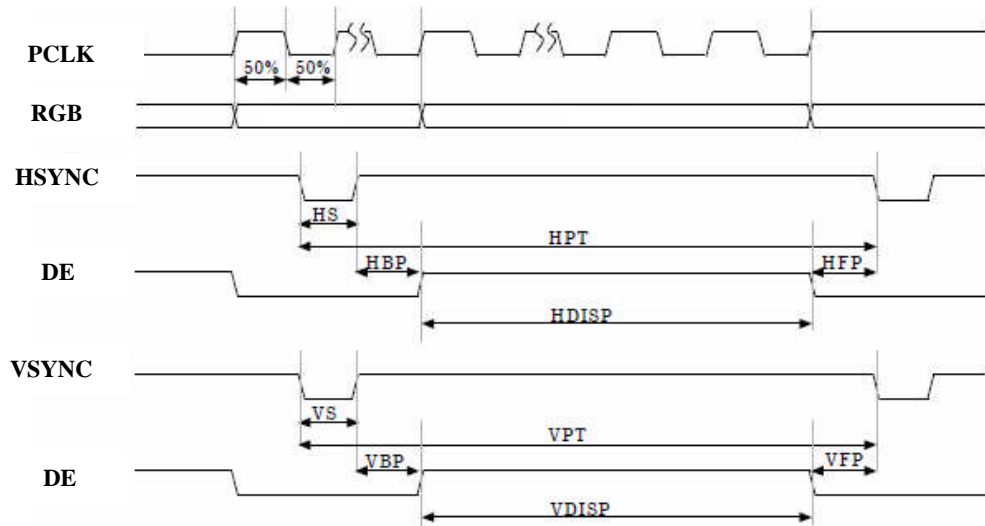 PCLK
50% 50%
RGB
HSYNC
HS
HPT
DE
HBP HFP
HDISP
VSYNC
VS
VPT
DE
VBP VFP
VDISP